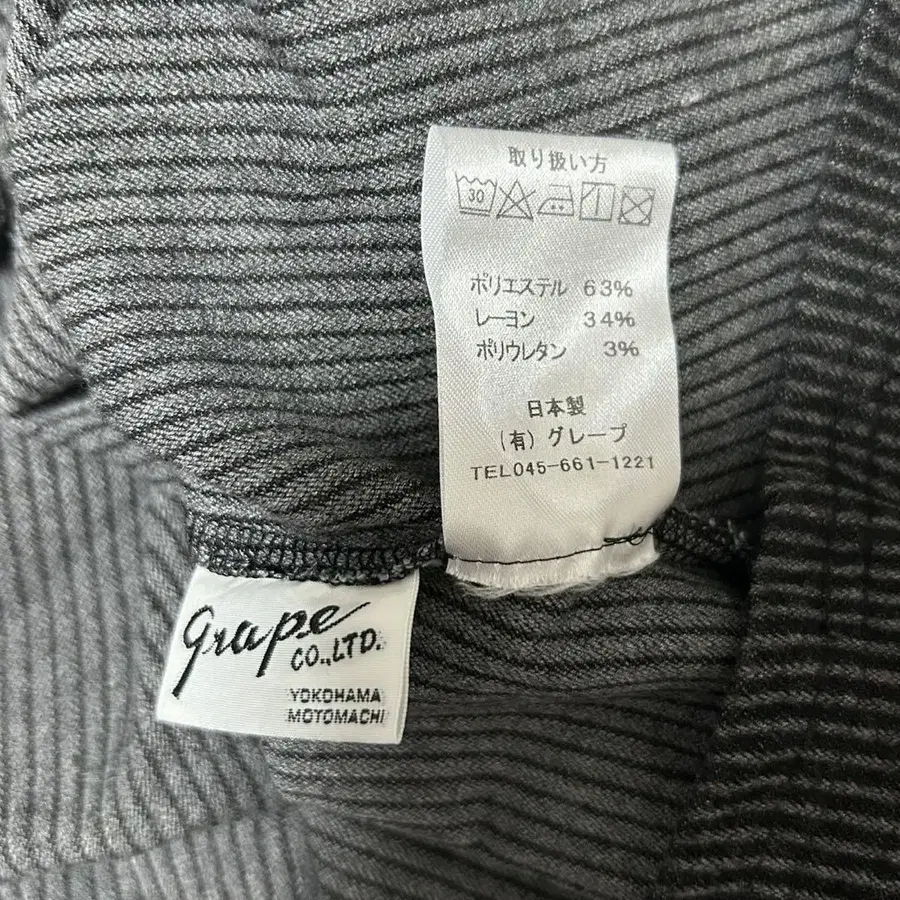 取り扱い方
30
ポリエステル 63%
レーヨン 34%
ポリウレタン 3%
日本製
(有) グレープ
TEL045-661-1221
grape
CO.,LTD.
YOKOHAMA
MOTOMACHI